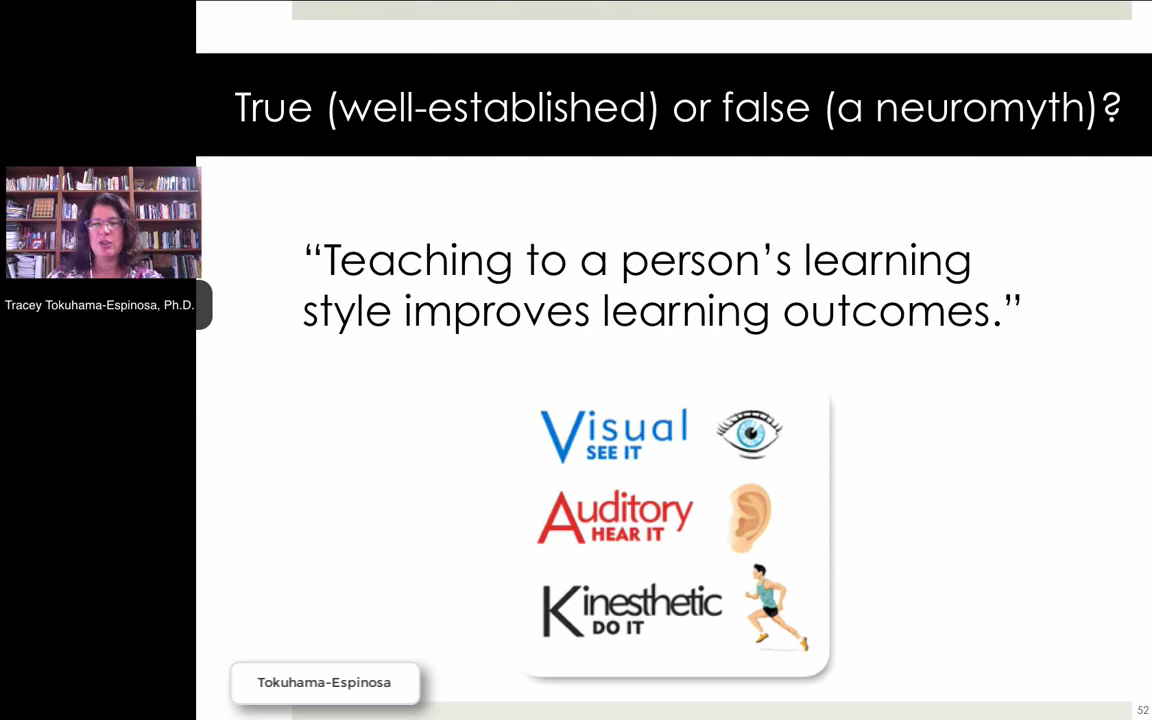 True (well-established) or false (a neuromyth)?
Tracey Tokuhama-Espinosa, Ph.D.
“Teaching to a person’s learning
style improves learning outcomes.”
Visual
SEE IT
Auditory
HEAR IT
Kinesthetic
DO IT
Tokuhama-Espinosa
52